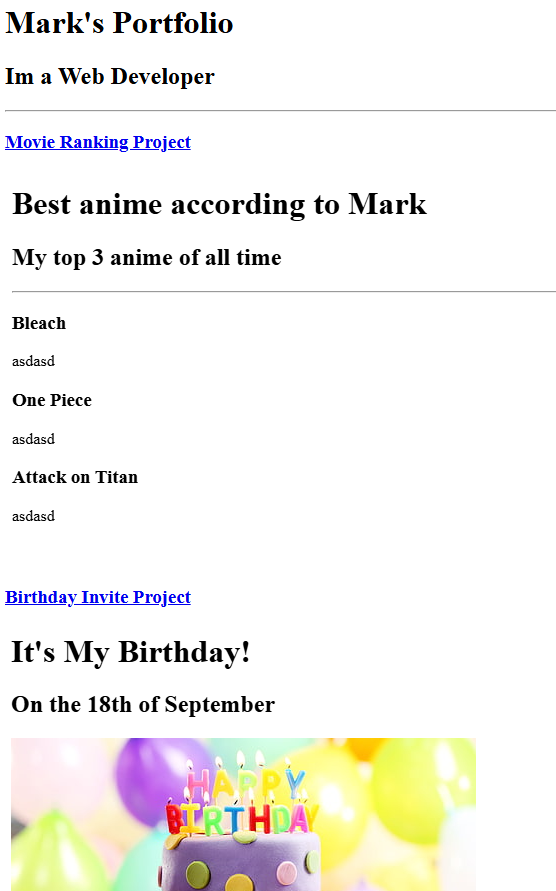 Mark's Portfolio
Im a Web Developer
Movie Ranking Project
Best anime according to Mark
My top 3 anime of all time
Bleach
asdasd
One Piece
asdasd
Attack on Titan
asdasd
Birthday Invite Project
It's My Birthday!
On the 18th of September
HAPPY
BIRTHDAY